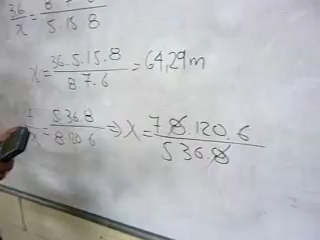 36/x = 8 · 7 · 6/5.15 8
x = 36.5.15.8/8.7.6 = 64,29m
7/x = 5.36.8/8.120.6 ⇒ X = 7.8.120.6/5 36.8